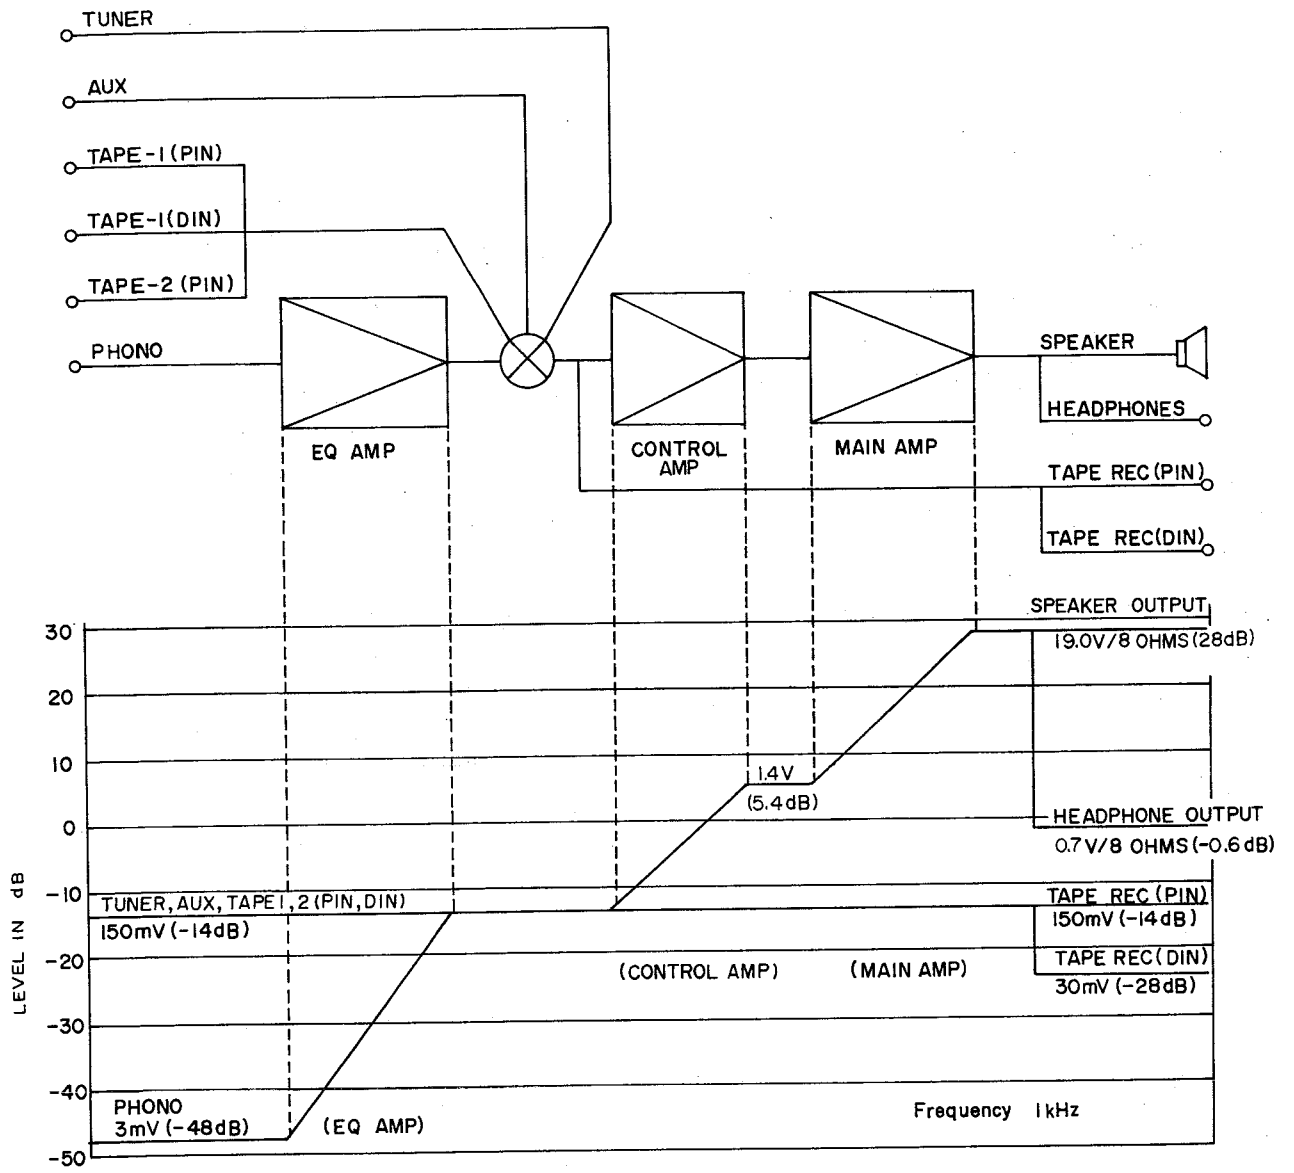 TUNER
AUX
TAPE-1(PIN)
TAPE-1(DIN)
TAPE-2(PIN)
PHONO
EQ AMP
CONTROL
AMP
MAIN AMP
SPEAKER
HEADPHONES
TAPE REC(PIN)
TAPE REC(DIN)
LEVEL IN dB
30
20
10
0
-10
-20
-30
-40
-50
SPEAKER OUTPUT
19.0V/8 OHMS(28dB)
1.4V
(5.4dB)
HEADPHONE OUTPUT
0.7V/8 OHMS(-0.6dB)
TUNER, AUX, TAPE1, 2(PIN, DIN)
150mV(-14dB)
TAPE REC(PIN)
150mV(-14dB)
TAPE REC(DIN)
30mV(-28dB)
(CONTROL AMP)
(MAIN AMP)
PHONO
3mV(-48dB)
(EQ AMP)
Frequency 1kHz